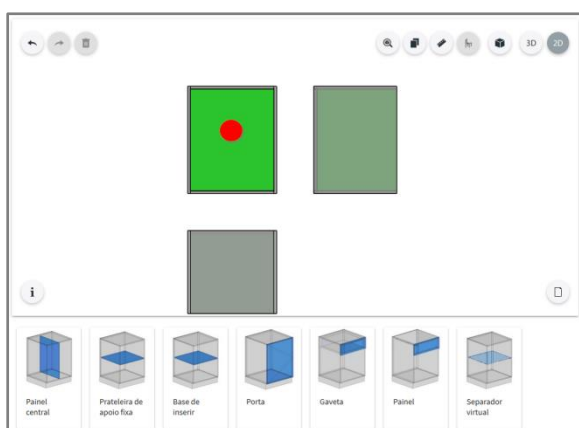 3D
2D
i
Painel
central
Prateleira de
apoio fixa
Base de
inserir
Porta
Gaveta
Painel
Separador
virtual